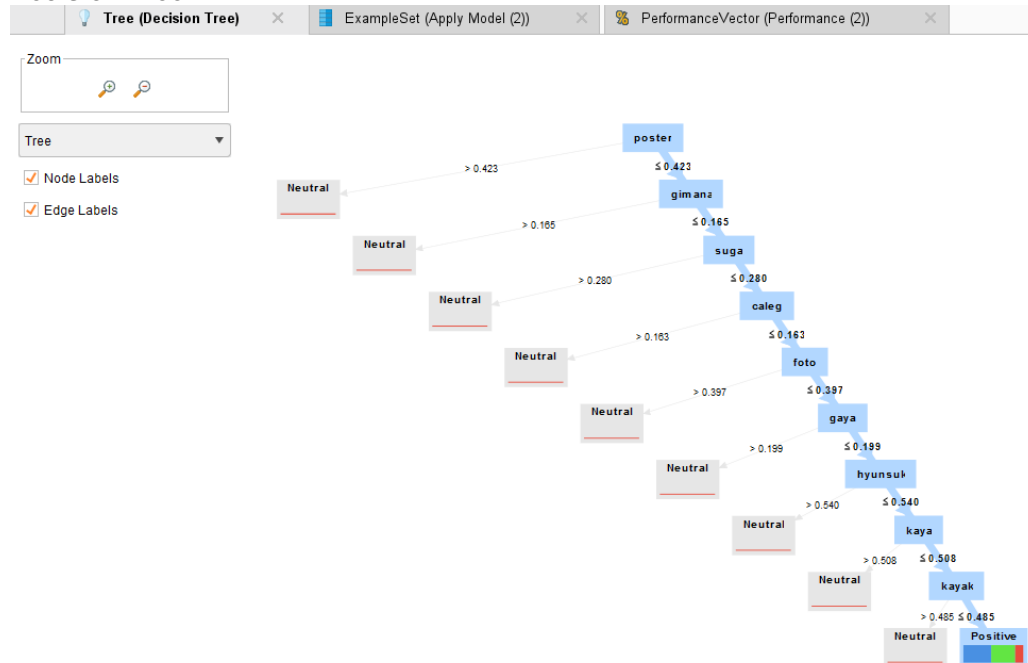 Tree (Decision Tree)
ExampleSet (Apply Model (2))
PerformanceVector (Performance (2))
Zoom
Tree
Node Labels
Edge Labels
poster
> 0.423
≤ 0.423
Neutral
gimana
> 0.165
≤ 0.165
Neutral
suga
> 0.280
≤ 0.280
Neutral
caleg
> 0.163
≤ 0.163
Neutral
foto
> 0.397
≤ 0.397
Neutral
gaya
> 0.199
≤ 0.199
Neutral
hyunsuk
> 0.540
≤ 0.540
Neutral
kaya
> 0.508
≤ 0.508
Neutral
kayak
> 0.485
≤ 0.485
Neutral
Positive